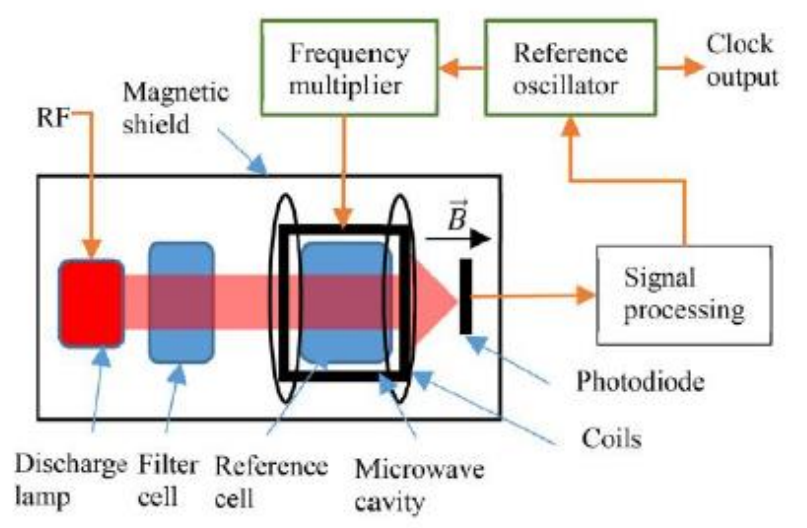 Frequency
multiplier
Reference
oscillator
Clock
output
Magnetic
shield
RF
B
Signal
processing
Photodiode
Coils
Discharge
lamp
Filter
cell
Reference
cell
Microwave
cavity